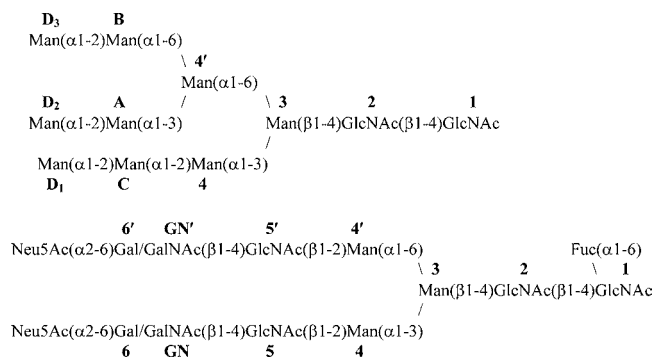 D₃ B
Man(α1-2)Man(α1-6)
\ 4′
Man(α1-6)
/ \ 3 2 1
D₂ A
Man(α1-2)Man(α1-3) Man(β1-4)GlcNAc(β1-4)GlcNAc
/
Man(α1-2)Man(α1-2)Man(α1-3)
D₁ C 4
6′ GN′ 5′ 4′
Neu5Ac(α2-6)Gal/GalNAc(β1-4)GlcNAc(β1-2)Man(α1-6) Fuc(α1-6)
\ 3 2 \ 1
Man(β1-4)GlcNAc(β1-4)GlcNAc
/
Neu5Ac(α2-6)Gal/GalNAc(β1-4)GlcNAc(β1-2)Man(α1-3)
6 GN 5 4